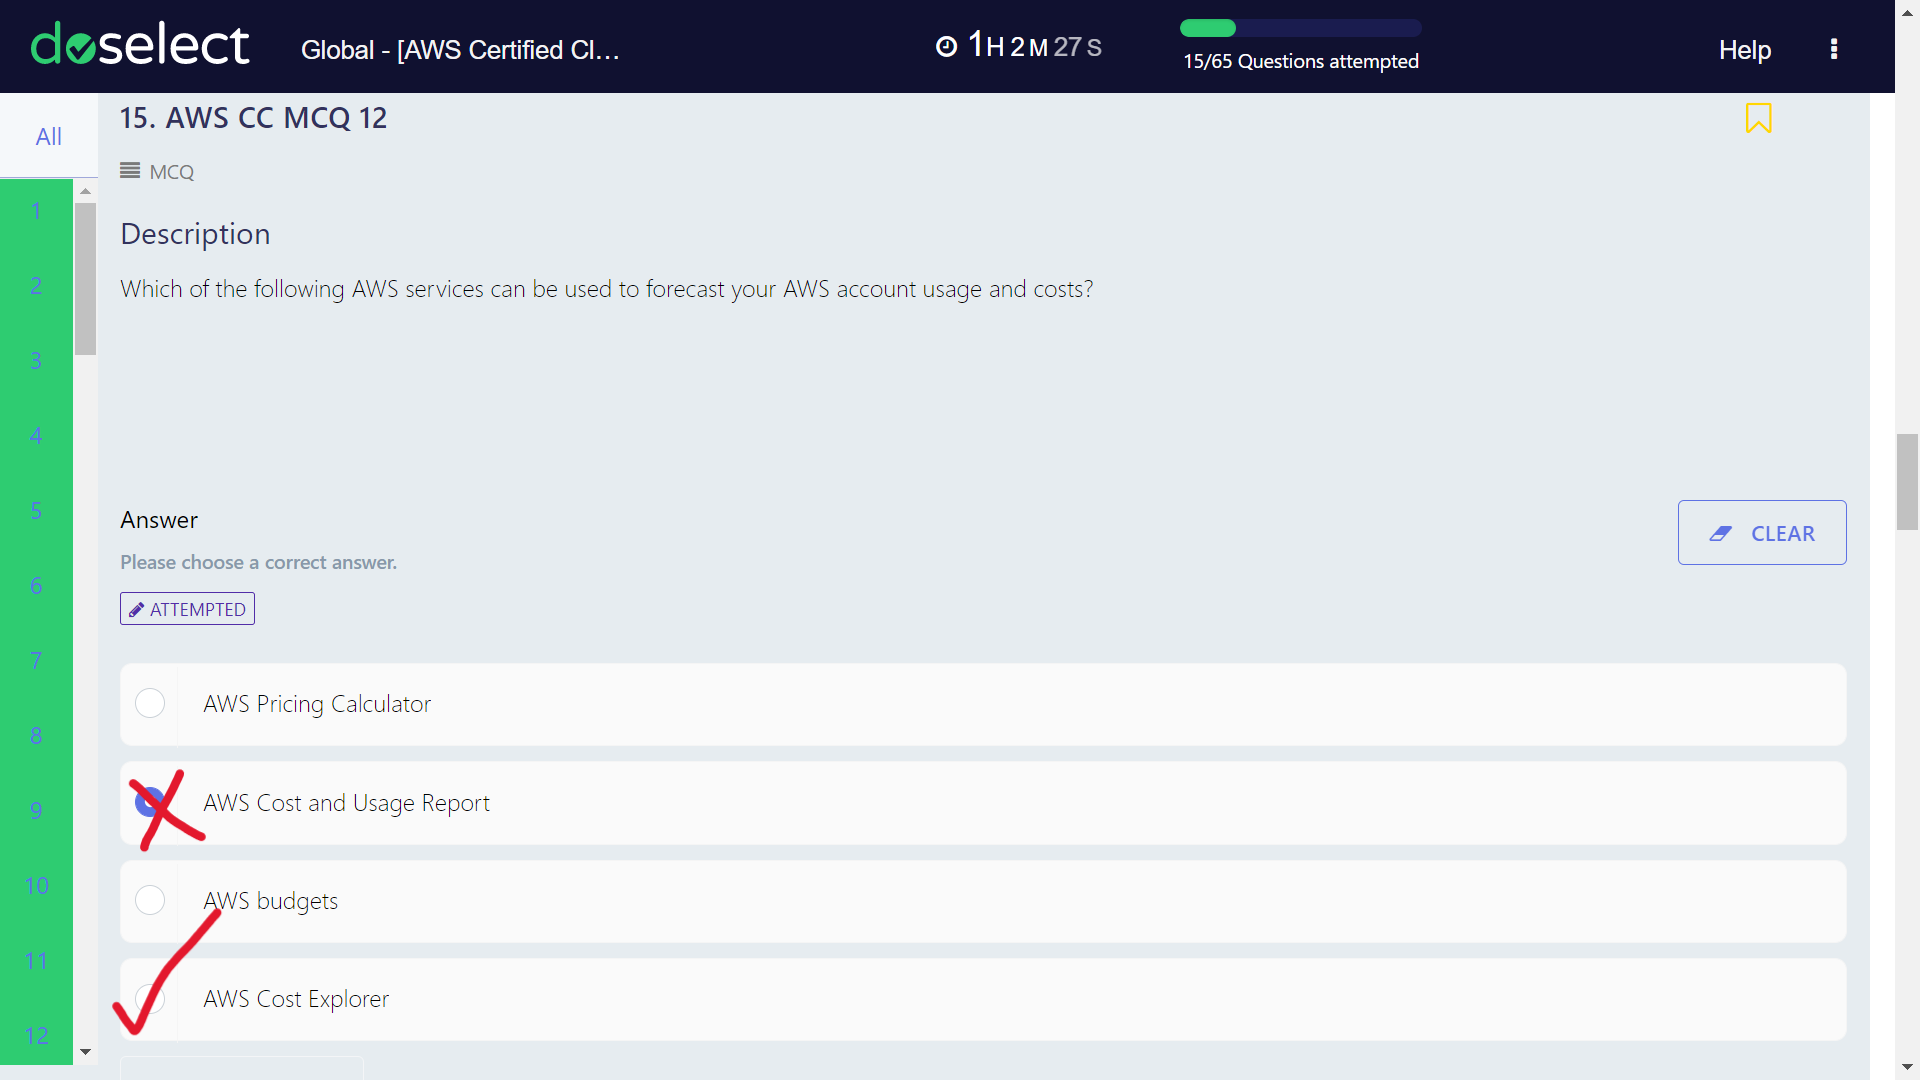 doselect
Global - [AWS Certified Cl...
1H 2M 27S
15/65 Questions attempted
Help
All
15. AWS CC MCQ 12
MCQ
Description
Which of the following AWS services can be used to forecast your AWS account usage and costs?
Answer
Please choose a correct answer.
ATTEMPTED
CLEAR
AWS Pricing Calculator
AWS Cost and Usage Report
AWS budgets
AWS Cost Explorer
1
2
3
4
5
6
7
8
9
10
11
12